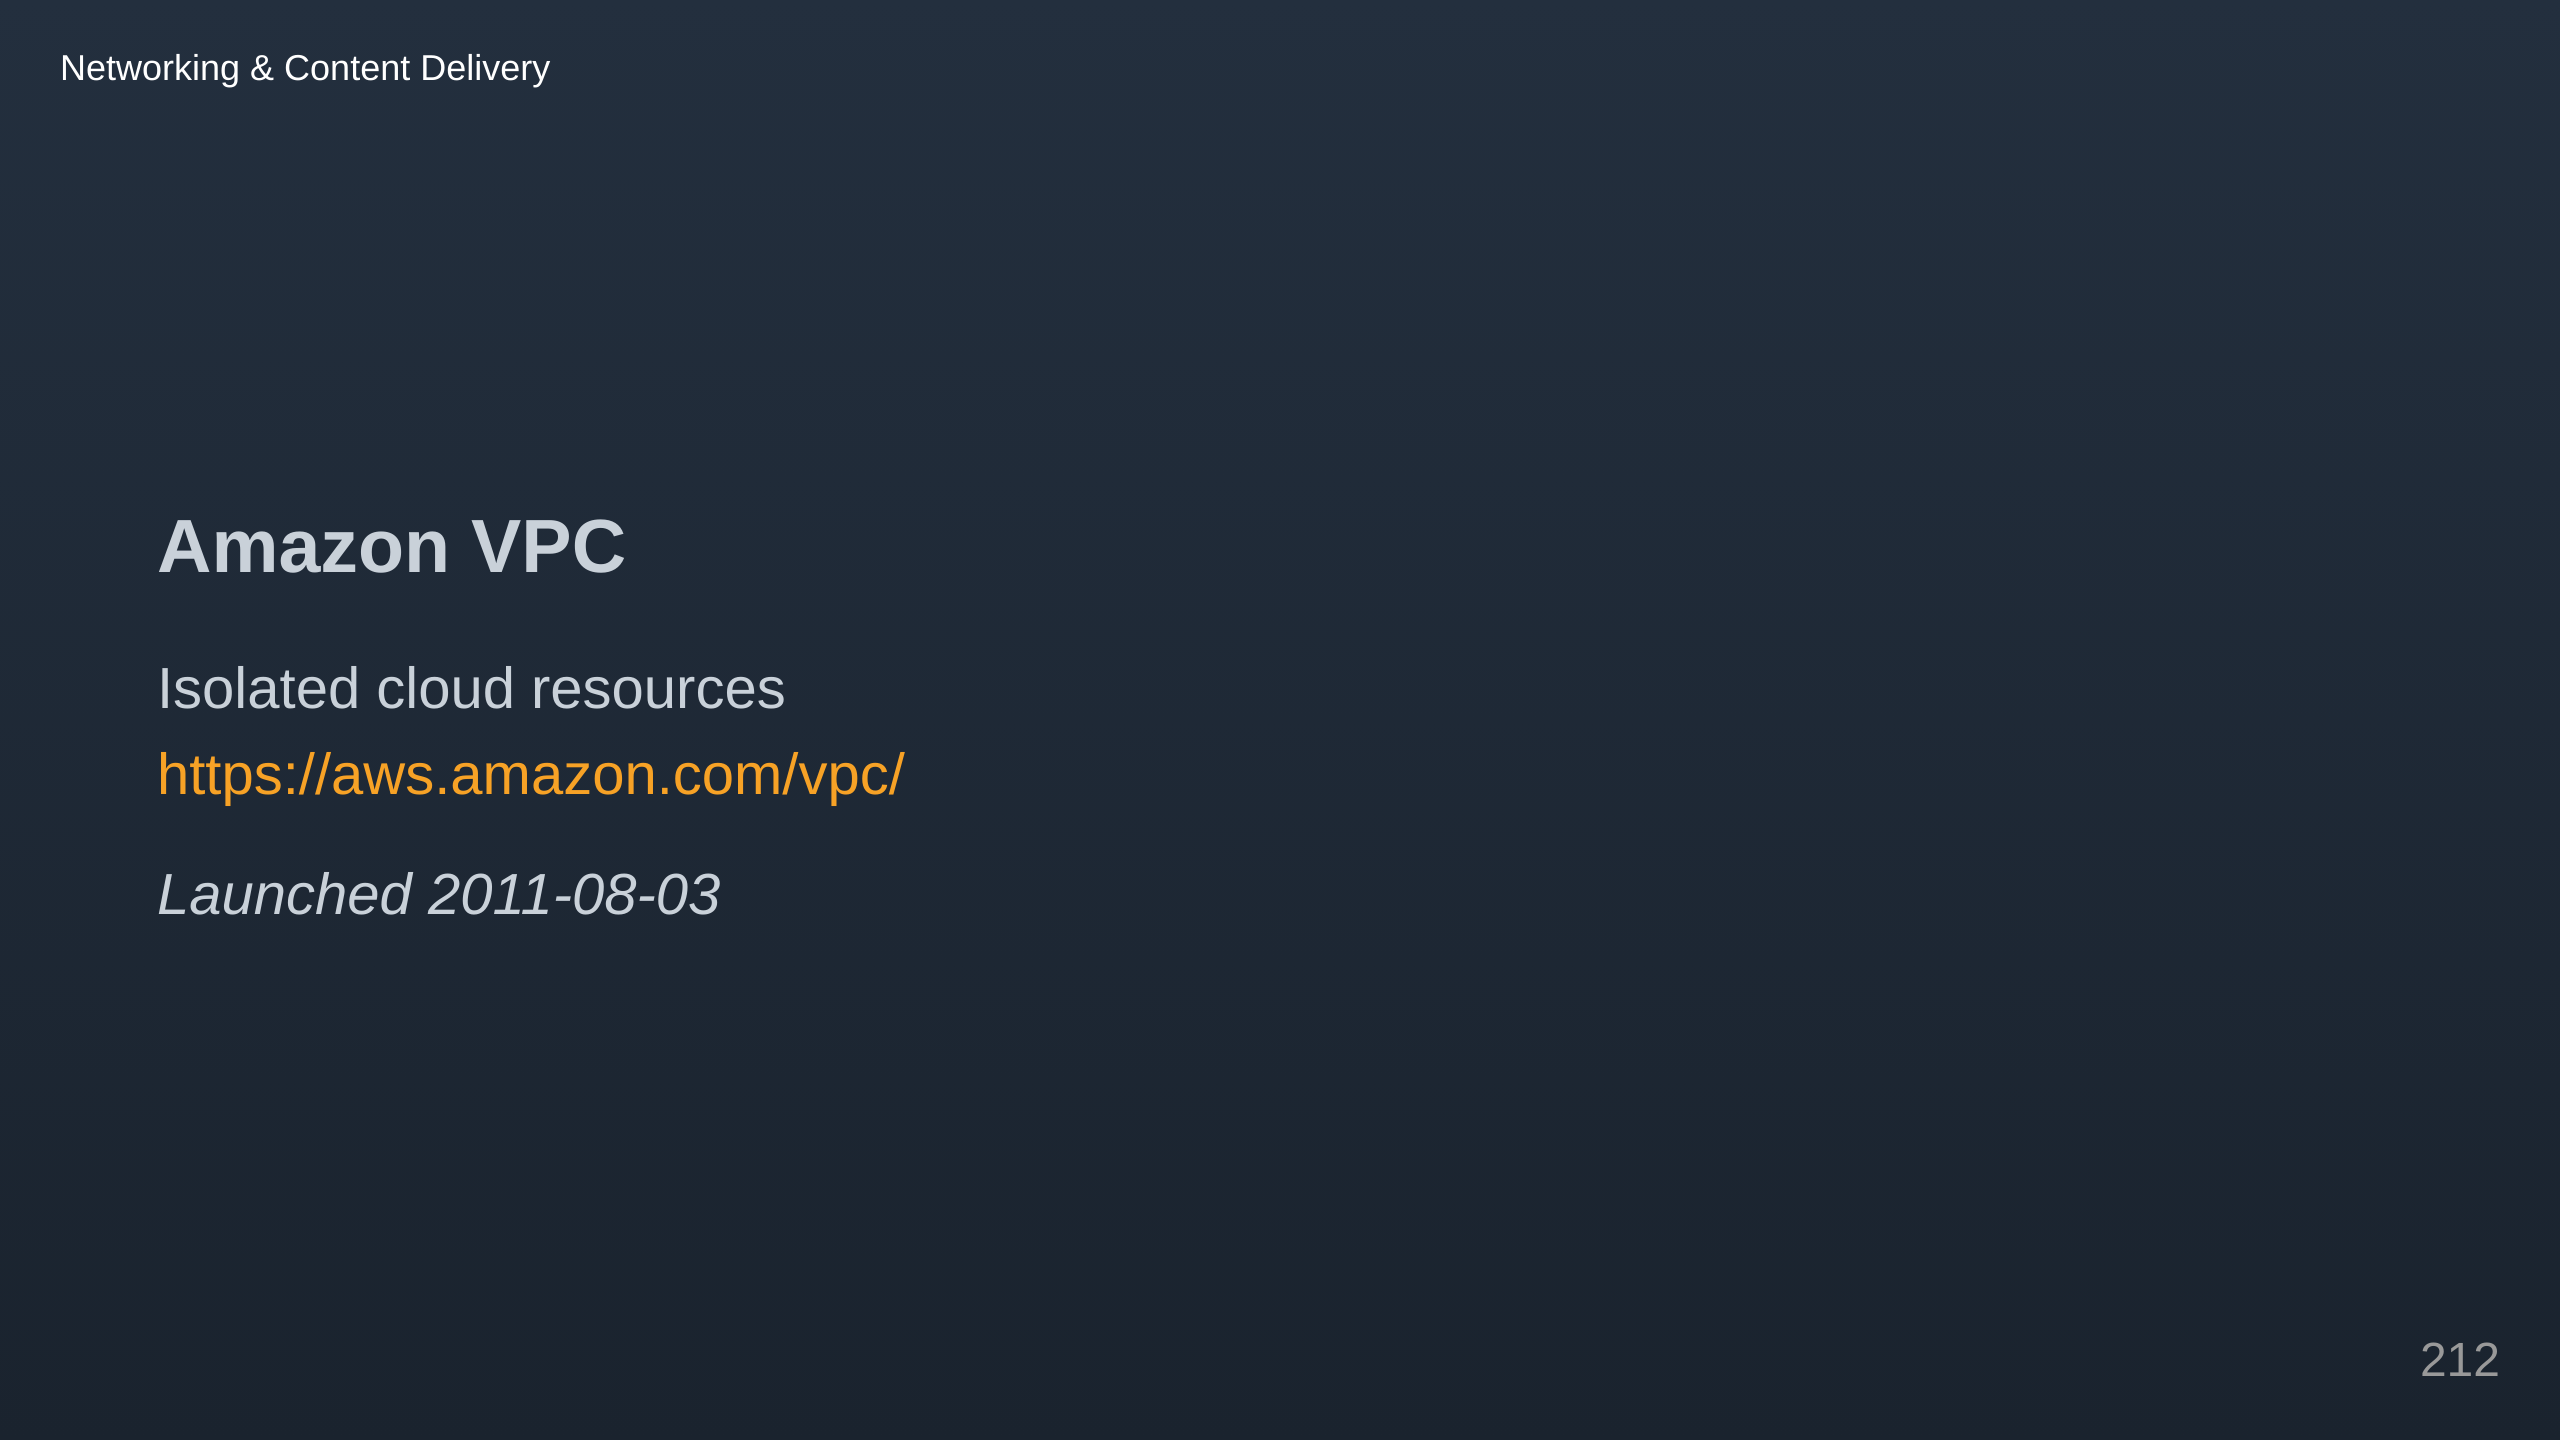 Networking & Content Delivery
Amazon VPC
Isolated cloud resources
https://aws.amazon.com/vpc/
Launched 2011-08-03
212